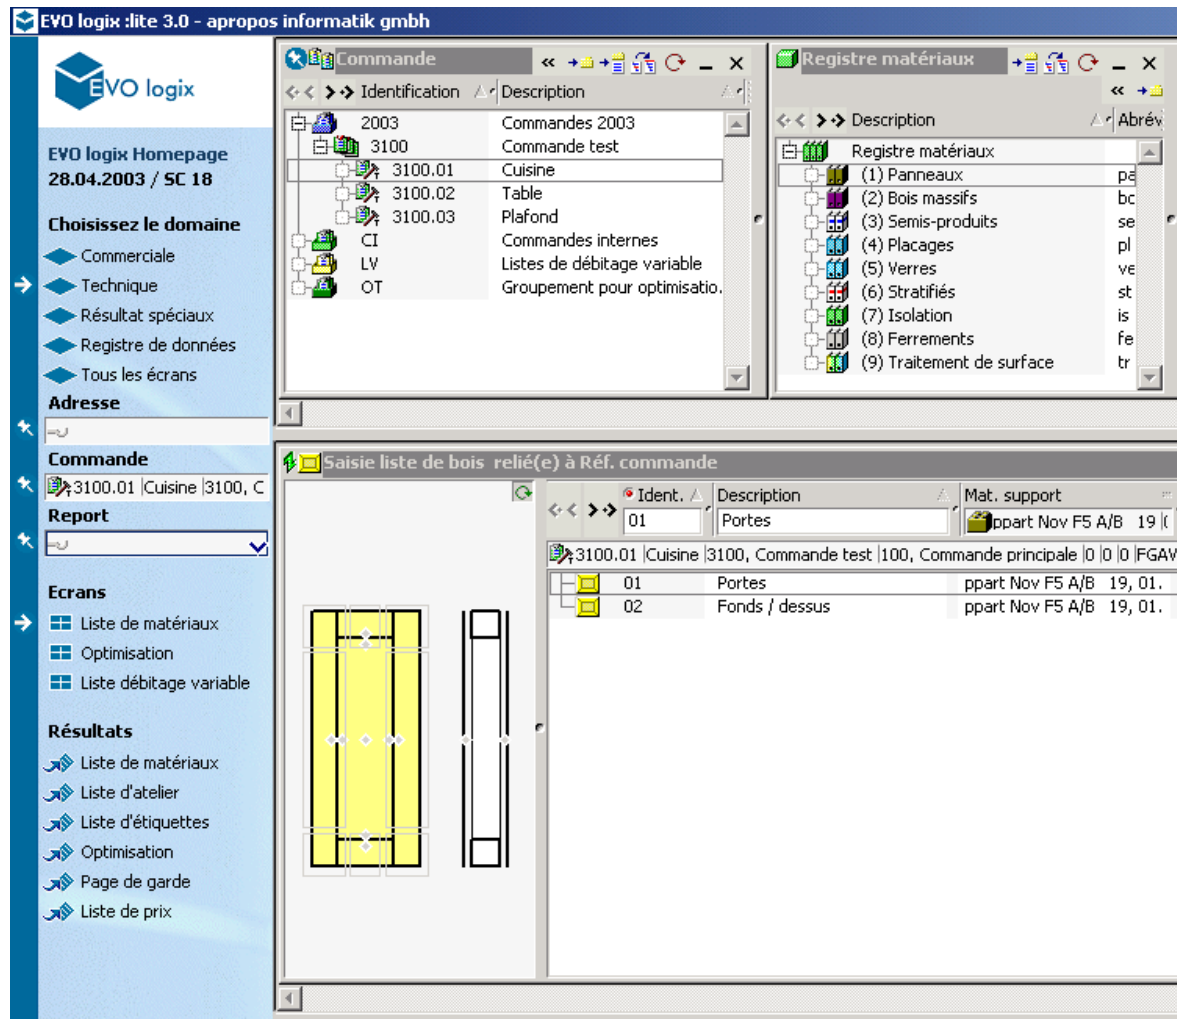 EVO logix :lite 3.0 - apropos informatik gmbh
EVO logix
EVO logix Homepage
28.04.2003 / SC 18
Choisissez le domaine
Commerciale
Technique
Résultat spéciaux
Registre de données
Tous les écrans
Adresse
Commande
3100.01 |Cuisine |3100, C
Report
Ecrans
Liste de matériaux
Optimisation
Liste débitage variable
Résultats
Liste de matériaux
Liste d'atelier
Liste d'étiquettes
Optimisation
Page de garde
Liste de prix
Commande
Identification Description
2003 Commandes 2003
3100 Commande test
3100.01 Cuisine
3100.02 Table
3100.03 Plafond
CI Commandes internes
LV Listes de débitage variable
OT Groupement pour optimisatio.
Registre matériaux
Description Abrév
Registre matériaux
(1) Panneaux pa
(2) Bois massifs bc
(3) Semis-produits se
(4) Placages pl
(5) Verres ve
(6) Stratifiés st
(7) Isolation is
(8) Ferrements fe
(9) Traitement de surface tr
Saisie liste de bois relié(e) à Réf. commande
Ident. Description Mat. support
01 Portes ppart Nov F5 A/B 19 |(
3100.01 |Cuisine |3100, Commande test |100, Commande principale |0 |0 |0 |FGAV
01 Portes ppart Nov F5 A/B 19, 01.
02 Fonds / dessus ppart Nov F5 A/B 19, 01.